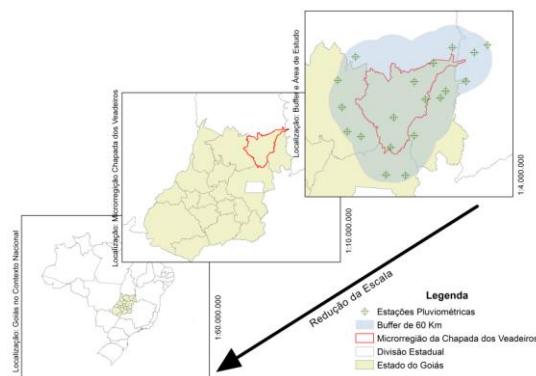 Localização: Buffer e Área de Estudo
1:4.000.000
Localização: Microrregição Chapada dos Veadeiros
1:10.000.000
Localização: Goiás no Contexto Nacional
1:60.000.000
Redução da Escala
Legenda
Estações Pluviométricas
Buffer de 60 Km
Microrregião da Chapada dos Veadeiros
Divisão Estadual
Estado do Goiás